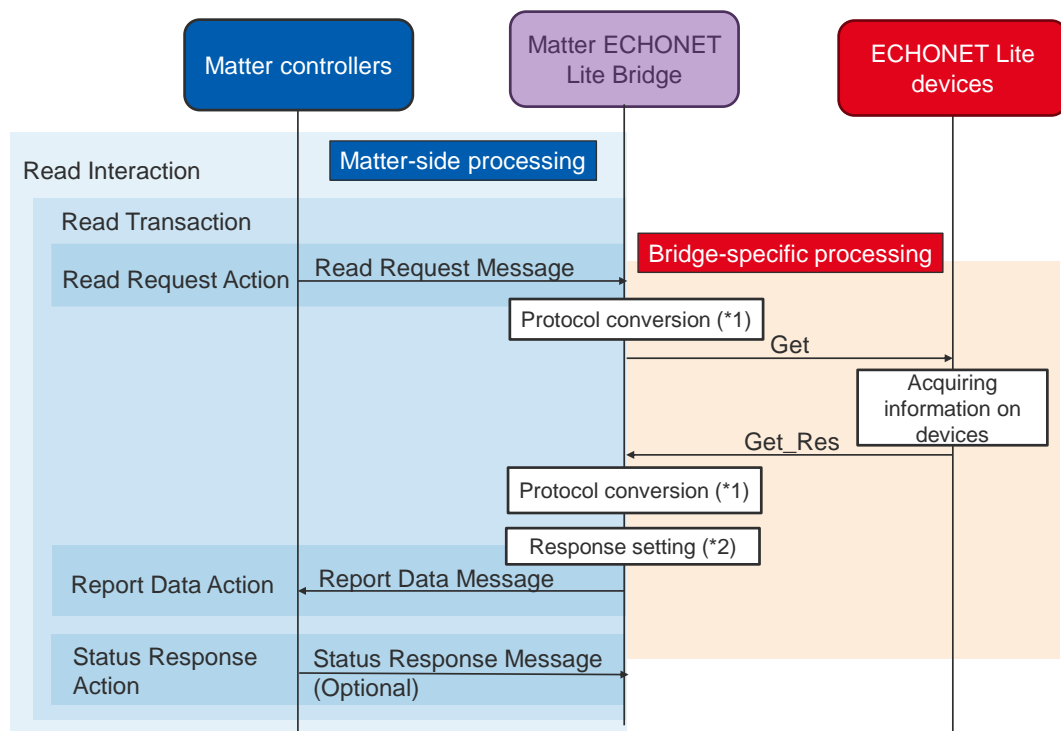 Matter controllers
Matter ECHONET
Lite Bridge
ECHONET Lite
devices
Matter-side processing
Read Interaction
Read Transaction
Bridge-specific processing
Read Request Action
Read Request Message
Protocol conversion (*1)
Get
Acquiring
information on
devices
Get_Res
Protocol conversion (*1)
Response setting (*2)
Report Data Action
Report Data Message
Status Response
Action
Status Response Message
(Optional)